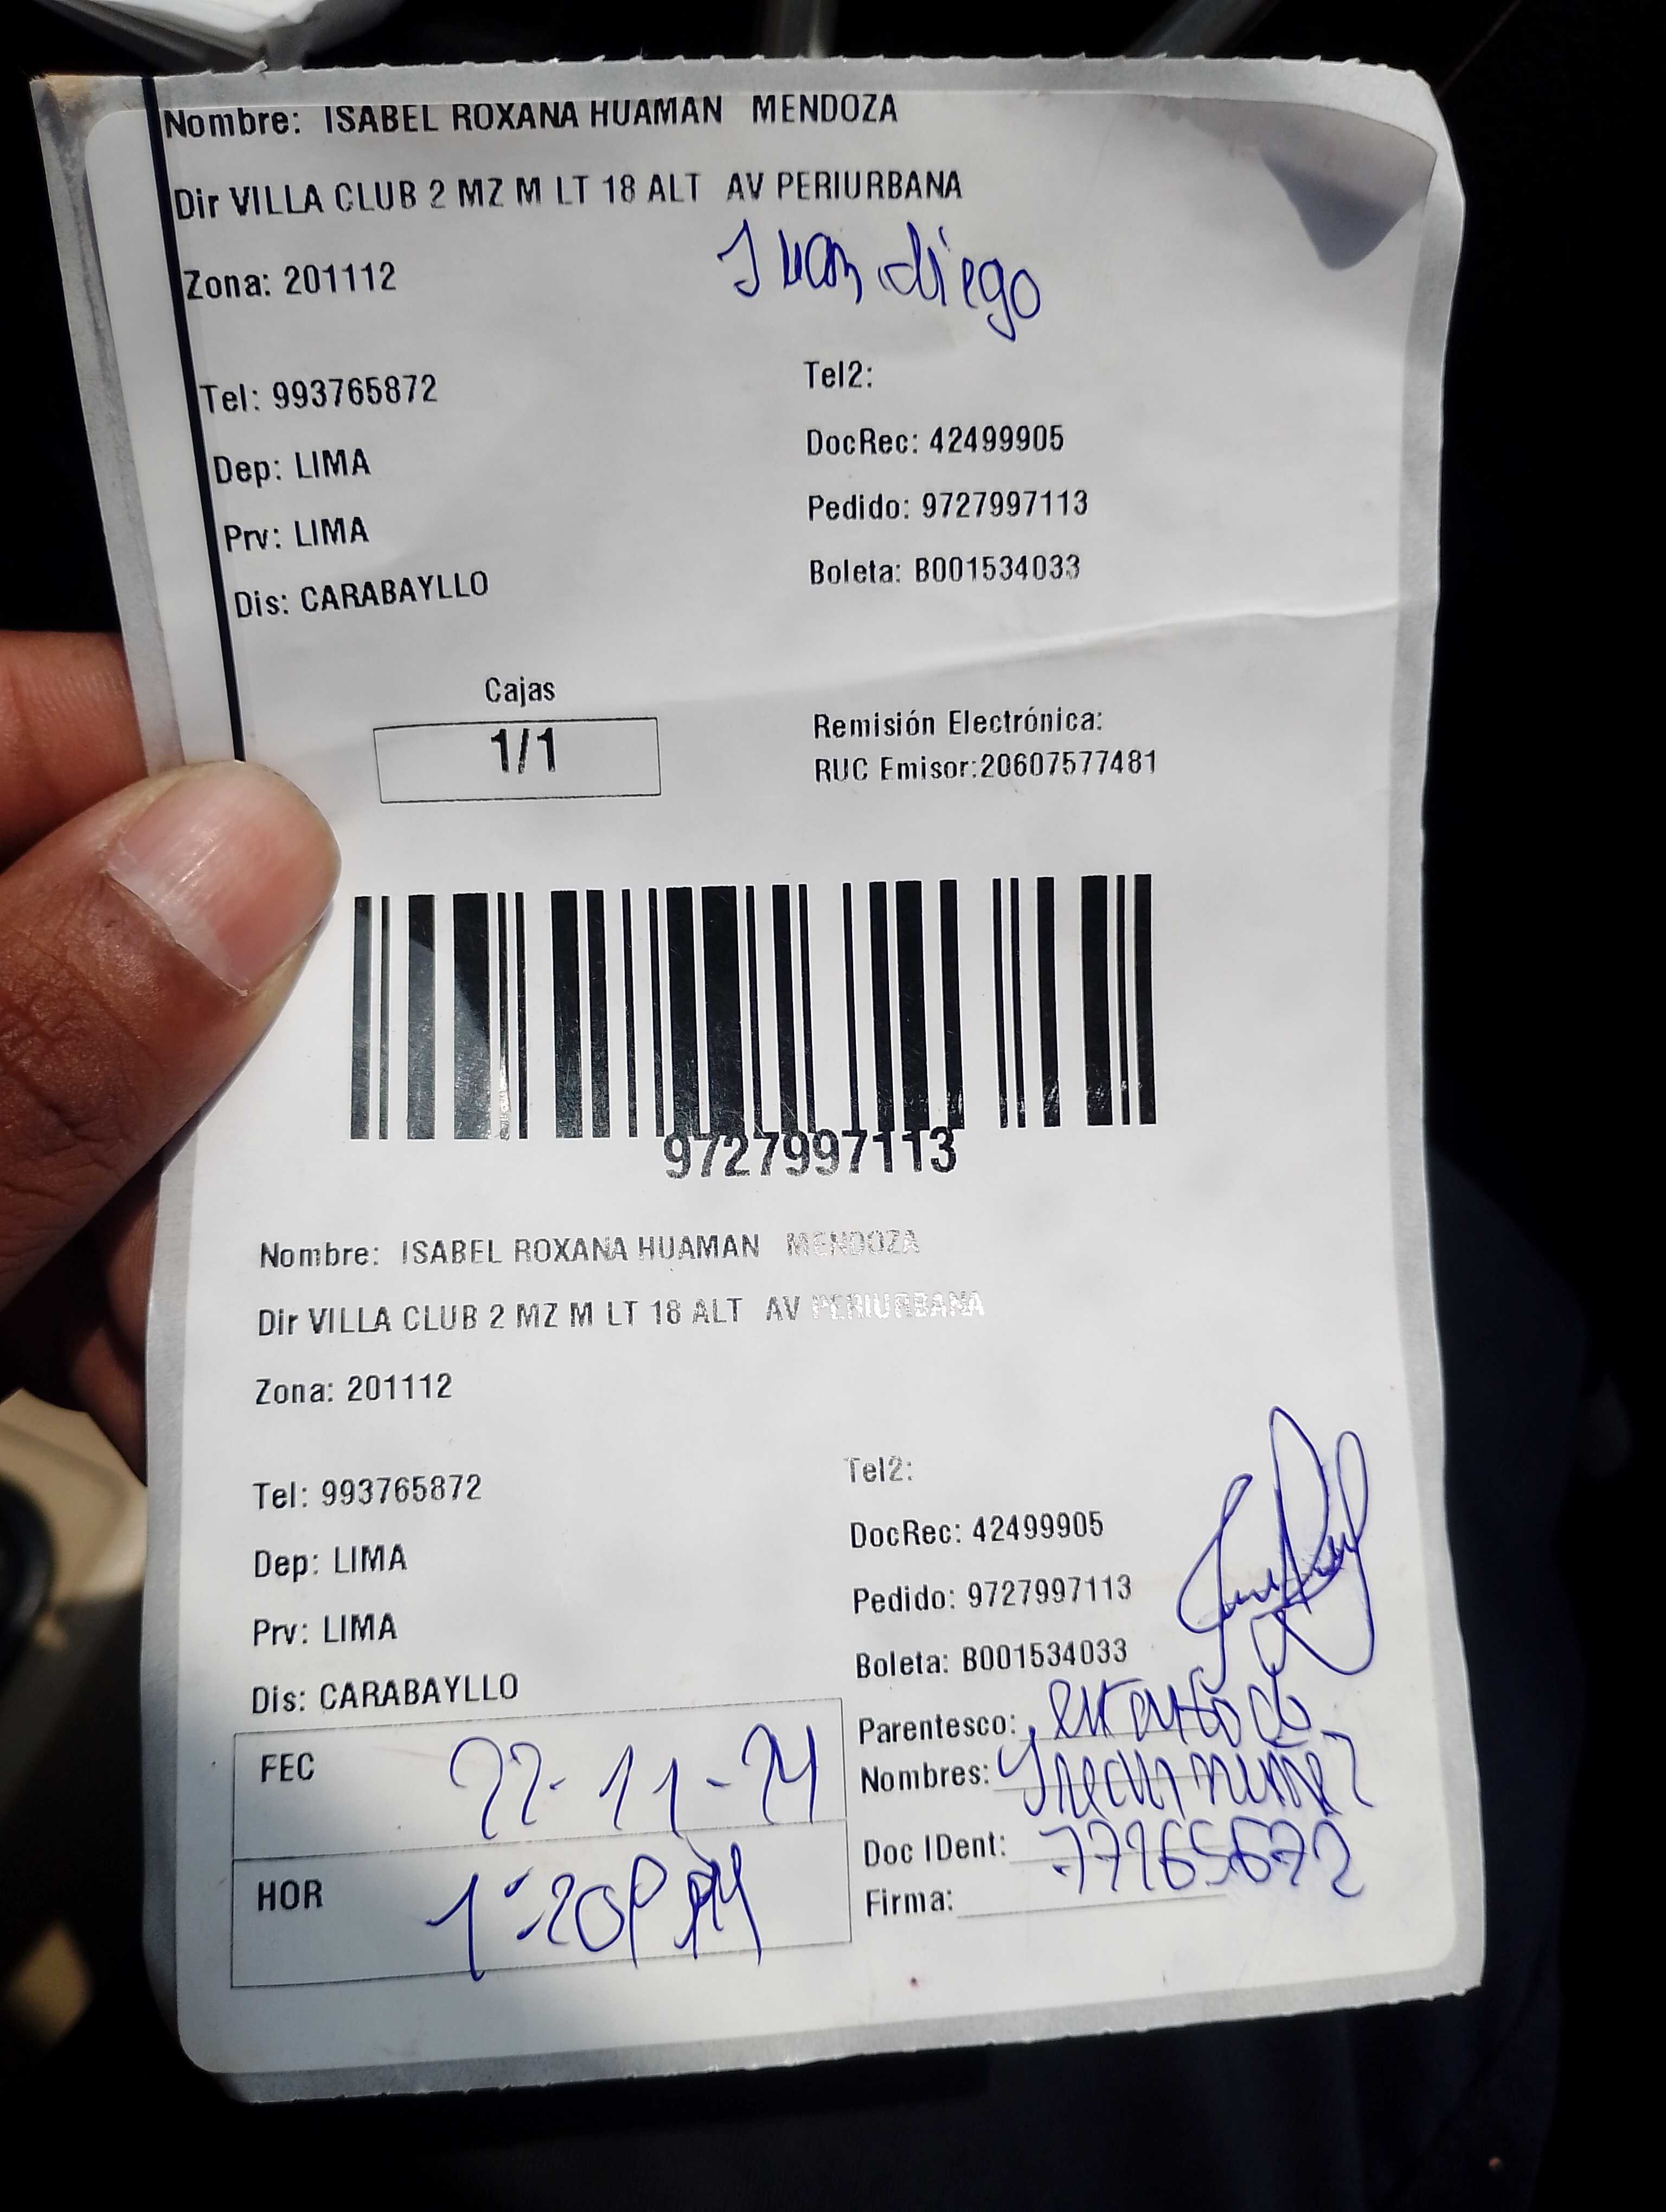 Nombre: ISABEL ROXANA HUAMAN MENDOZA
Dir VILLA CLUB 2 MZ M LT 18 ALT AV PERIURBANA
Juan diego
Zona: 201112
Tel: 993765872
Tel2:
Dep: LIMA
DocRec: 42499905
Prv: LIMA
Pedido: 9727997113
Dis: CARABAYLLO
Boleta: B001534033
Cajas
1/1
Remisión Electrónica:
RUC Emisor:20607577481
9727997113
Nombre: ISABEL ROXANA HUAMAN MENDOZA
Dir VILLA CLUB 2 MZ M LT 18 ALT AV PERIURBANA
Zona: 201112
Tel: 993765872
Tel2:
Dep: LIMA
DocRec: 42499905
Prv: LIMA
Pedido: 9727997113
Dis: CARABAYLLO
Boleta: B001534033
FEC 22-11-24
HOR 1:20PM
Parentesco:
Nombres:
Doc IDent:
Firma: